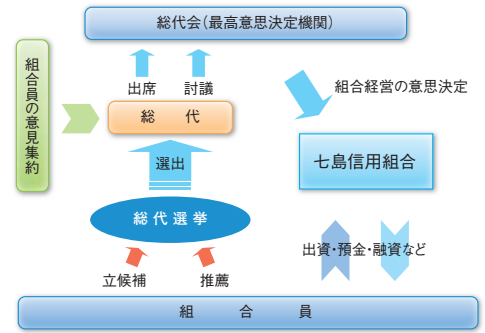 総代会（最高意思決定機関）
組合員の意見集約
出席
討議
組合経営の意思決定
総代
七島信用組合
選出
総代選挙
出資・預金・融資など
立候補
推薦
組合員